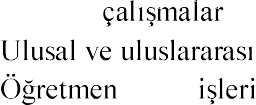 çalışmalar
Ulusal ve uluslararası
Öğretmen işleri